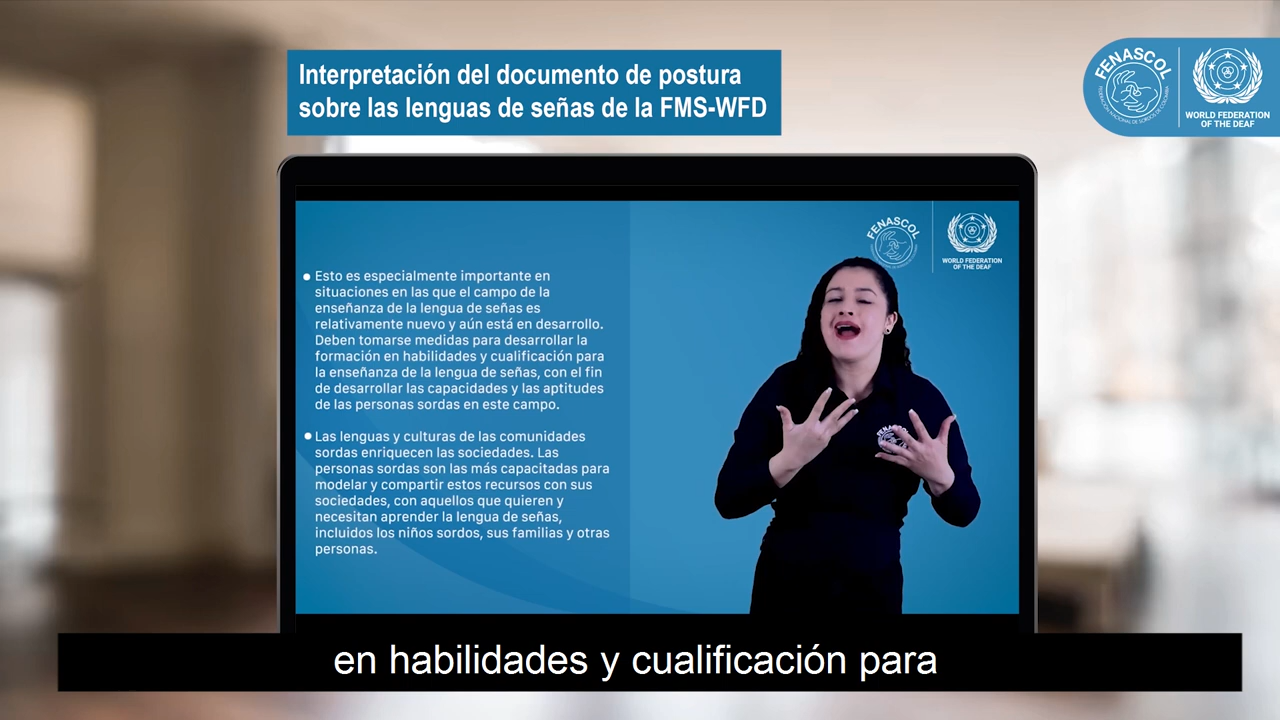 Interpretación del documento de postura
sobre las lenguas de señas de la FMS-WFD
FENASCOL
FEDERACIÓN NACIONAL DE SORDOS DE COLOMBIA
WORLD FEDERATION
OF THE DEAF
FENASCOL
WORLD FEDERATION
OF THE DEAF
● Esto es especialmente importante en
situaciones en las que el campo de la
enseñanza de la lengua de señas es
relativamente nuevo y aún está en desarrollo.
Deben tomarse medidas para desarrollar la
formación en habilidades y cualificación para
la enseñanza de la lengua de señas, con el fin
de desarrollar las capacidades y las aptitudes
de las personas sordas en este campo.
● Las lenguas y culturas de las comunidades
sordas enriquecen las sociedades. Las
personas sordas son las más capacitadas para
modelar y compartir estos recursos con sus
sociedades, con aquellos que quieren y
necesitan aprender la lengua de señas,
incluidos los niños sordos, sus familias y otras
personas.
FENASCOL
en habilidades y cualificación para